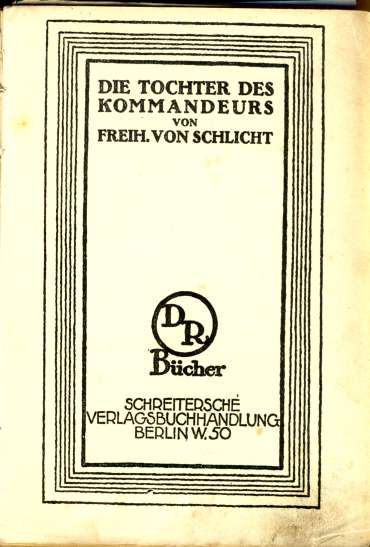 DIE TOCHTER DES
KOMMANDEURS
VON
FREIH. VON SCHLICHT
DR
Bücher
SCHREITERSCHE
VERLAGSBUCHHANDLUNG
BERLIN W. 50